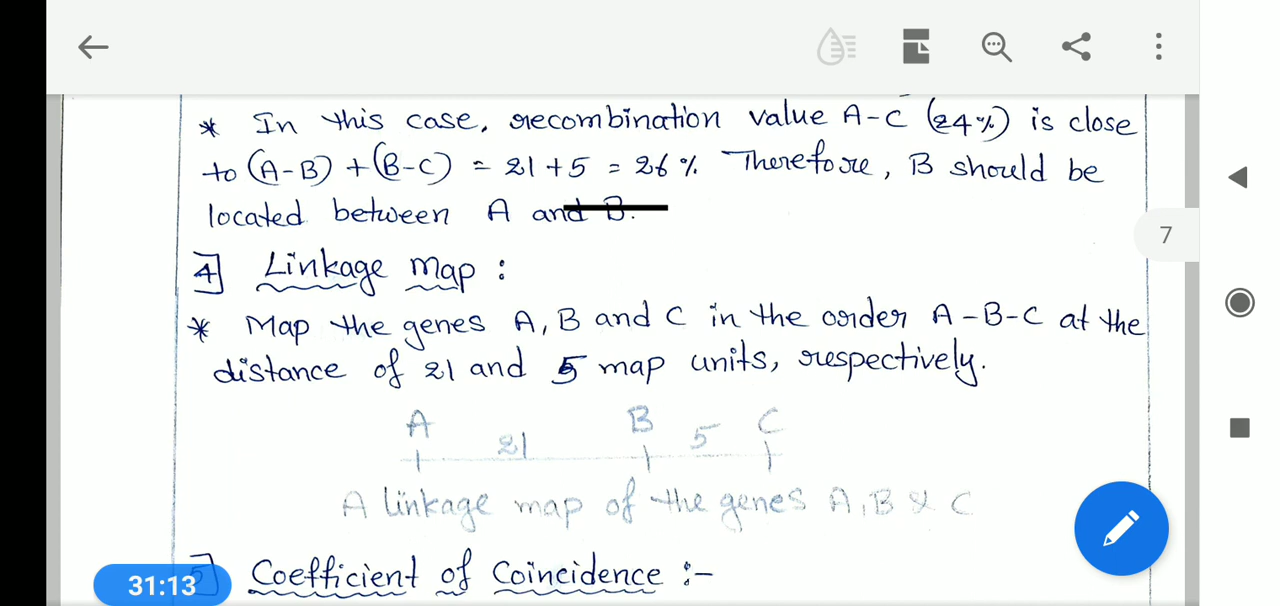 * In this case, recombination value A-C (24%) is close
to (A-B) + (B-C) = 21 + 5 = 26 % Therefore, B should be
located between A and B.
7
4] Linkage Map :
* Map the genes A, B and C in the order A-B-C at the
distance of 21 and 5 map units, respectively.
A B C
21 5
A linkage map of the genes A, B & C
5] Coefficient of Coincidence :-
31:13